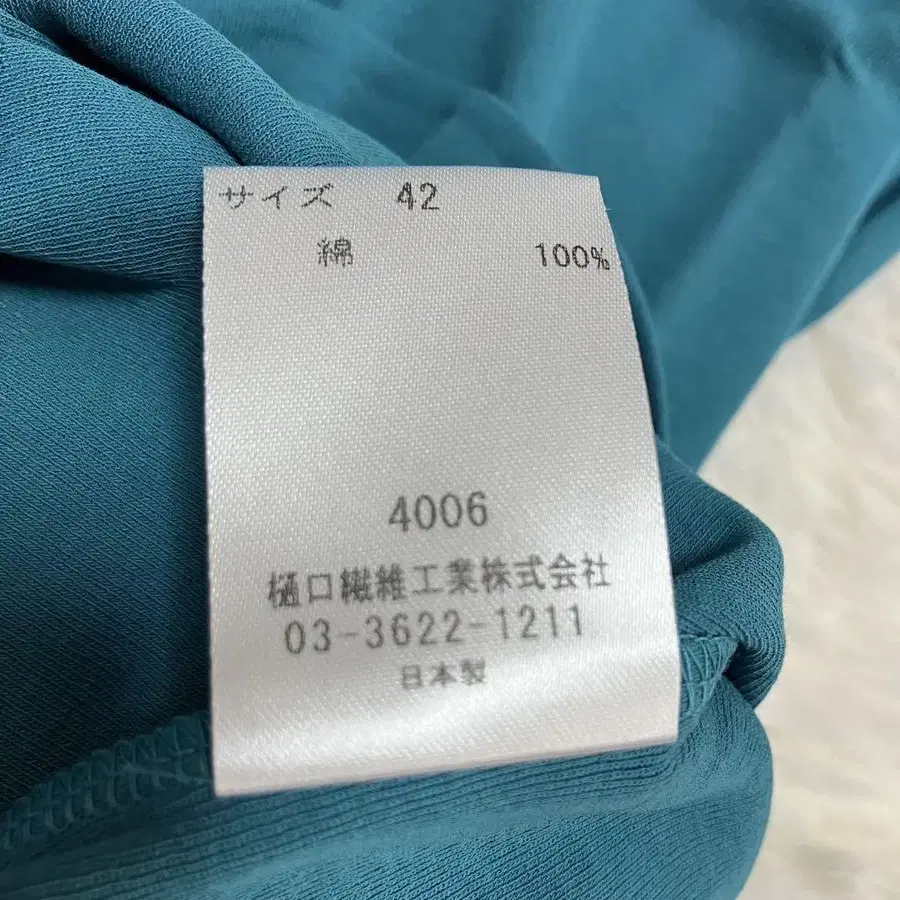 サイズ 42
綿 100%
4006
樋口繊維工業株式会社
03-3622-1211
日本製